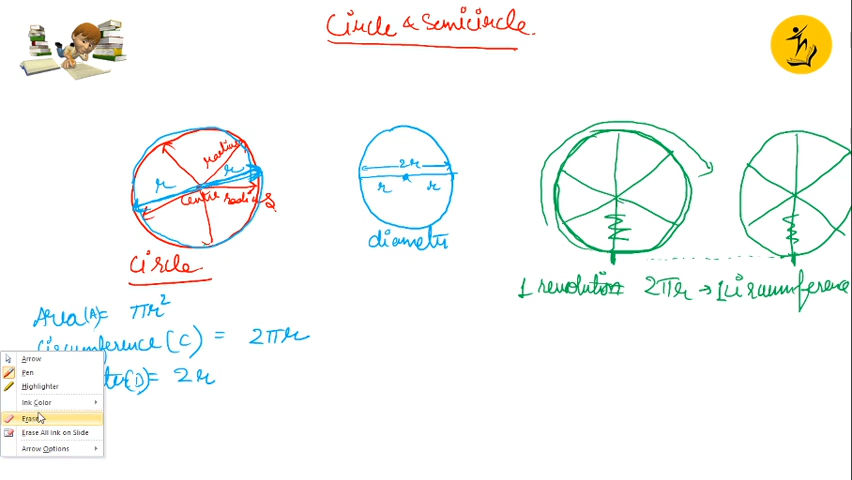 Circle & Semicircle.
radius
r
r
centre radius
Circle.
2r
r r
diameter
1 revolution 2πr → 1 circumference
Area (A) = πr²
Circumference (C) = 2πr
(D) = 2r
Arrow
Pen
Highlighter
Ink Color
Eraser
Erase All Ink on Slide
Arrow Options